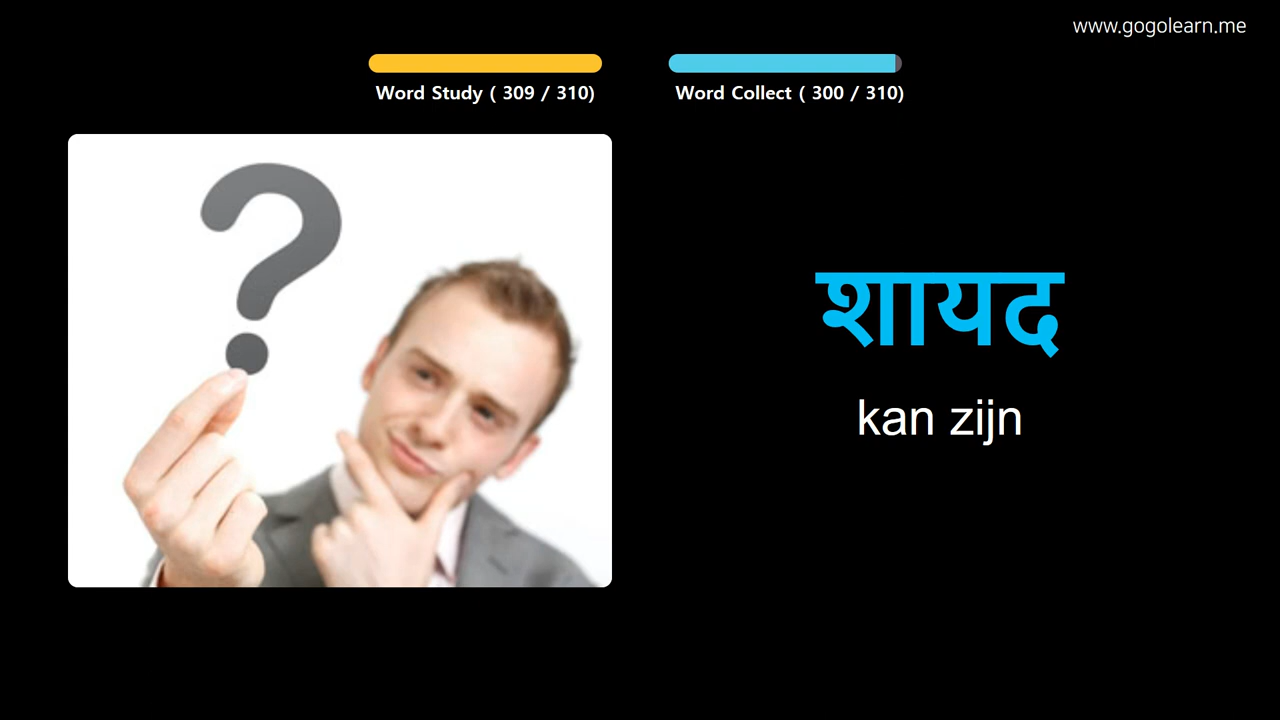 www.gogolearn.me
Word Study ( 309 / 310)
Word Collect ( 300 / 310)
शायद
kan zijn